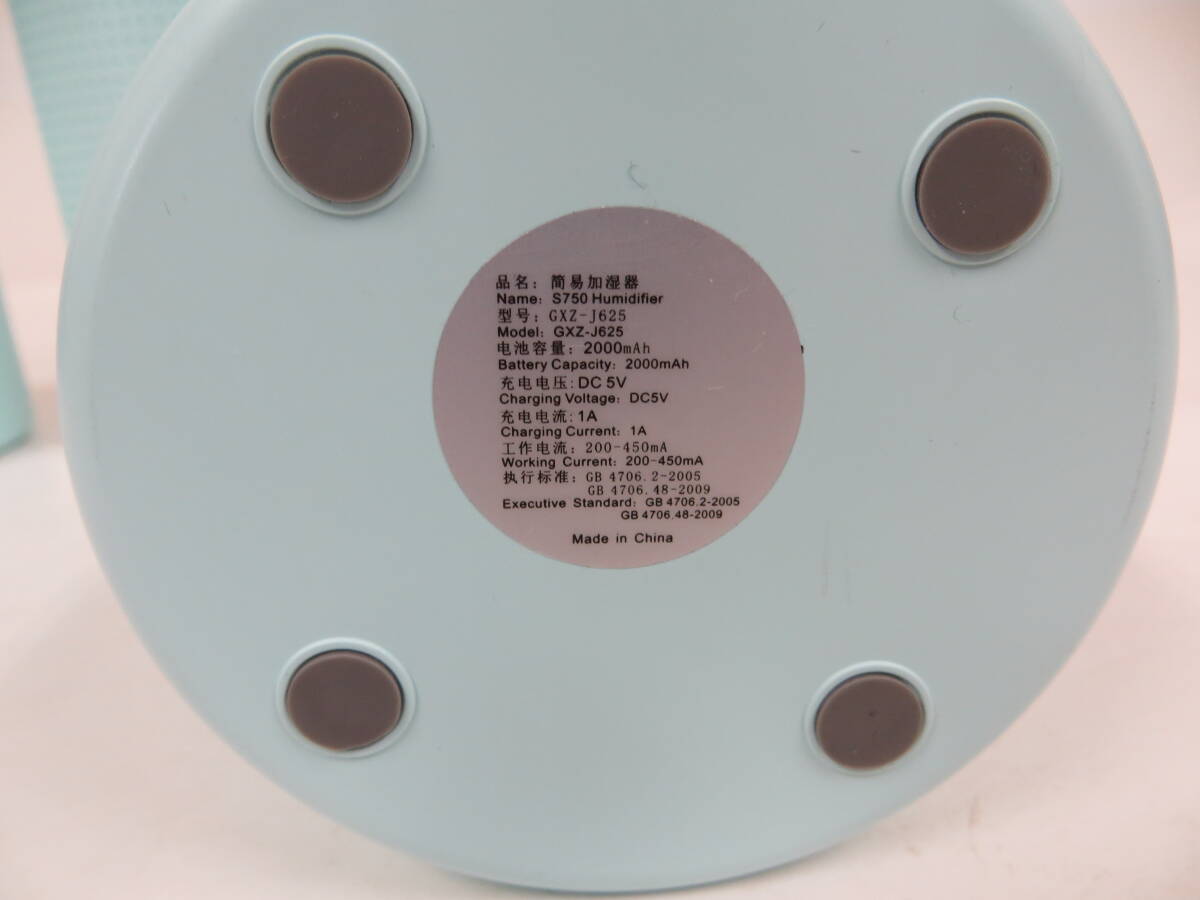 品名：简易加湿器
Name: S750 Humidifier
型号：GXZ-J625
Model: GXZ-J625
电池容量：2000mAh
Battery Capacity: 2000mAh
充电电压：DC 5V
Charging Voltage: DC5V
充电电流：1A
Charging Current: 1A
工作电流：200-450mA
Working Current: 200-450mA
执行标准：GB 4706.2-2005
GB 4706.48-2009
Executive Standard: GB 4706.2-2005
GB 4706.48-2009
Made in China